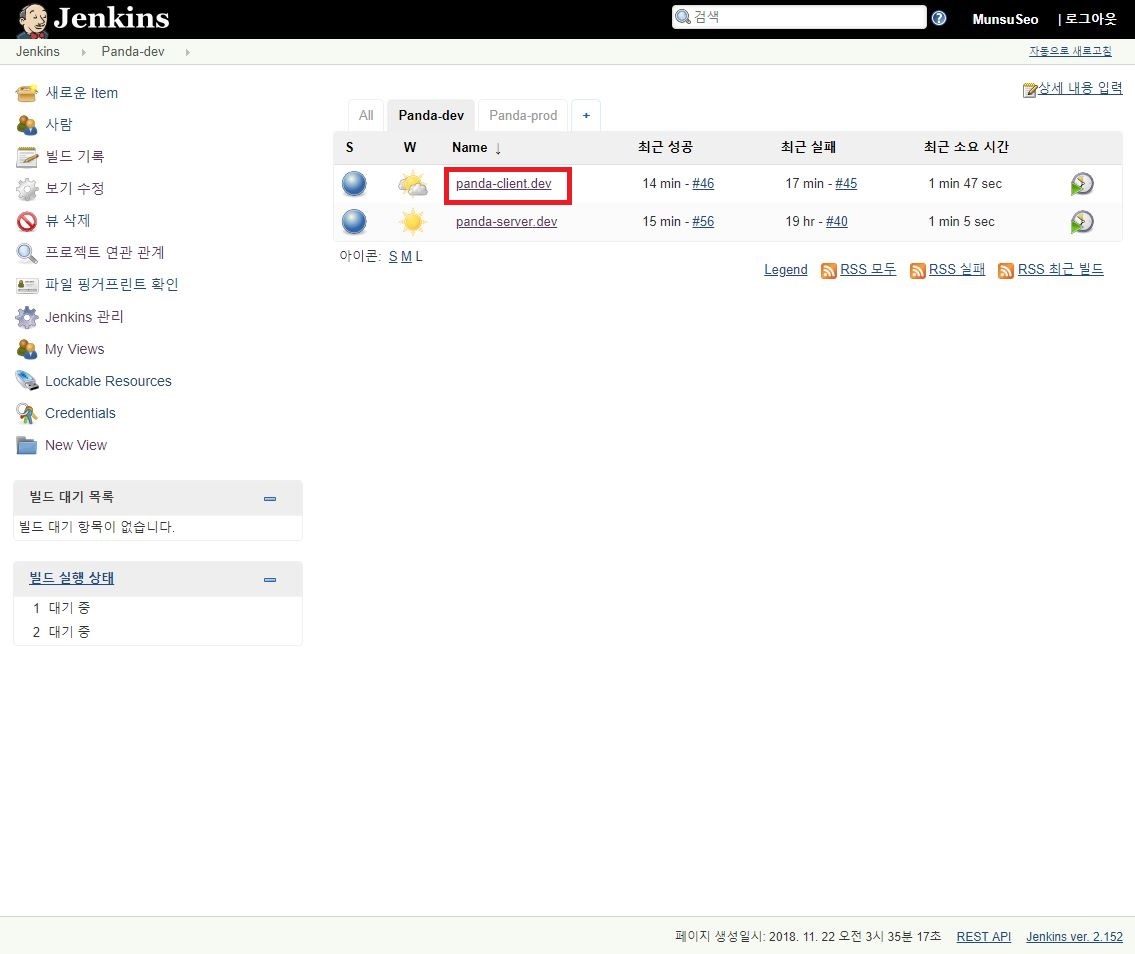 Jenkins
검색
MunsuSeo
| 로그아웃
Jenkins
Panda-dev
자동으로 새로고침
새로운 Item
사람
빌드 기록
보기 수정
뷰 삭제
프로젝트 연관 관계
파일 핑거프린트 확인
Jenkins 관리
My Views
Lockable Resources
Credentials
New View
빌드 대기 목록
빌드 대기 항목이 없습니다.
빌드 실행 상태
1 대기 중
2 대기 중
상세 내용 입력
All
Panda-dev
Panda-prod
+
S W Name ↓ 최근 성공 최근 실패 최근 소요 시간
panda-client.dev 14 min - #46 17 min - #45 1 min 47 sec
panda-server.dev 15 min - #56 19 hr - #40 1 min 5 sec
아이콘: S M L
Legend RSS 모두 RSS 실패 RSS 최근 빌드
페이지 생성일시: 2018. 11. 22 오전 3시 35분 17초 REST API Jenkins ver. 2.152